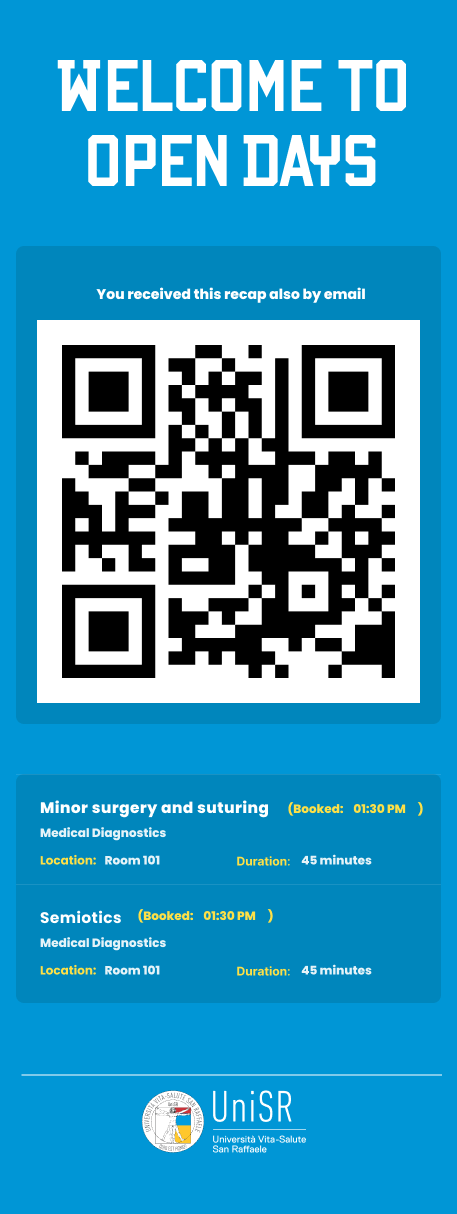 WELCOME TO
OPEN DAYS
You received this recap also by email
Minor surgery and suturing (Booked: 01:30 PM )
Medical Diagnostics
Location: Room 101 Duration: 45 minutes
Semiotics (Booked: 01:30 PM )
Medical Diagnostics
Location: Room 101 Duration: 45 minutes
UNIVERSITÀ VITA-SALUTE SAN RAFFAELE
UniSR
UniSR
Università Vita-Salute
San Raffaele